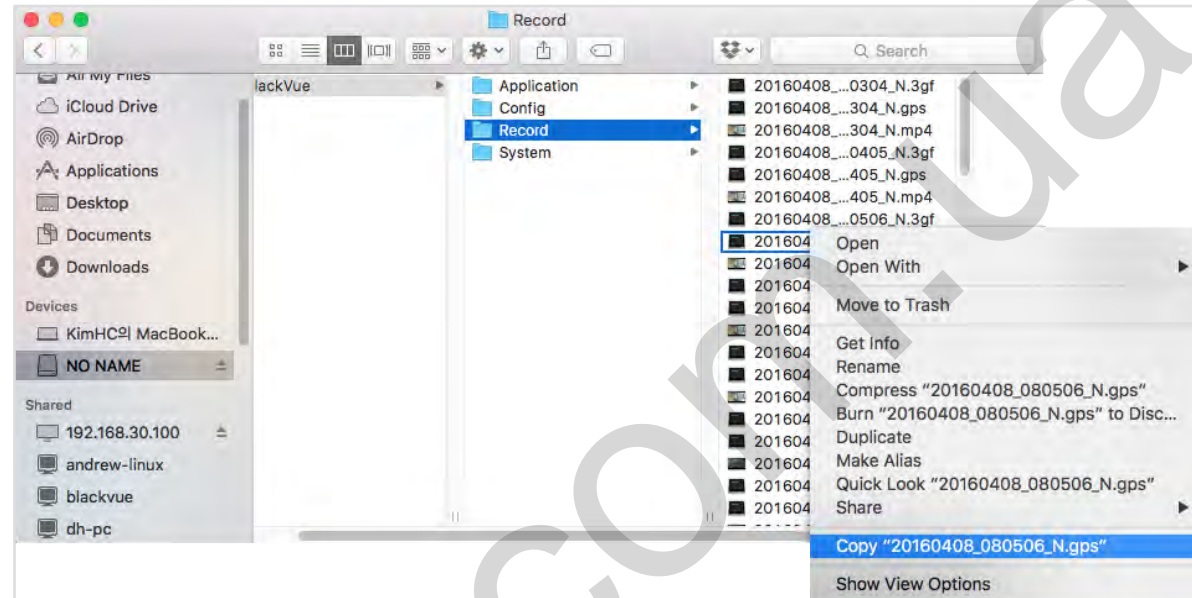 Record
Search
All My Files
iCloud Drive
AirDrop
Applications
Desktop
Documents
Downloads
Devices
KimHC의 MacBook...
NO NAME
Shared
192.168.30.100
andrew-linux
blackvue
dh-pc
lackVue
Application
Config
Record
System
20160408_...0304_N.3gf
20160408_...304_N.gps
20160408_...304_N.mp4
20160408_...0405_N.3gf
20160408_...405_N.gps
20160408_...405_N.mp4
20160408_...0506_N.3gf
201604
201604
201604
201604
201604
201604
201604
201604
201604
201604
201604
201604
201604
Open
Open With
Move to Trash
Get Info
Rename
Compress “20160408_080506_N.gps”
Burn “20160408_080506_N.gps” to Disc...
Duplicate
Make Alias
Quick Look “20160408_080506_N.gps”
Share
Copy “20160408_080506_N.gps”
Show View Options
com.ua